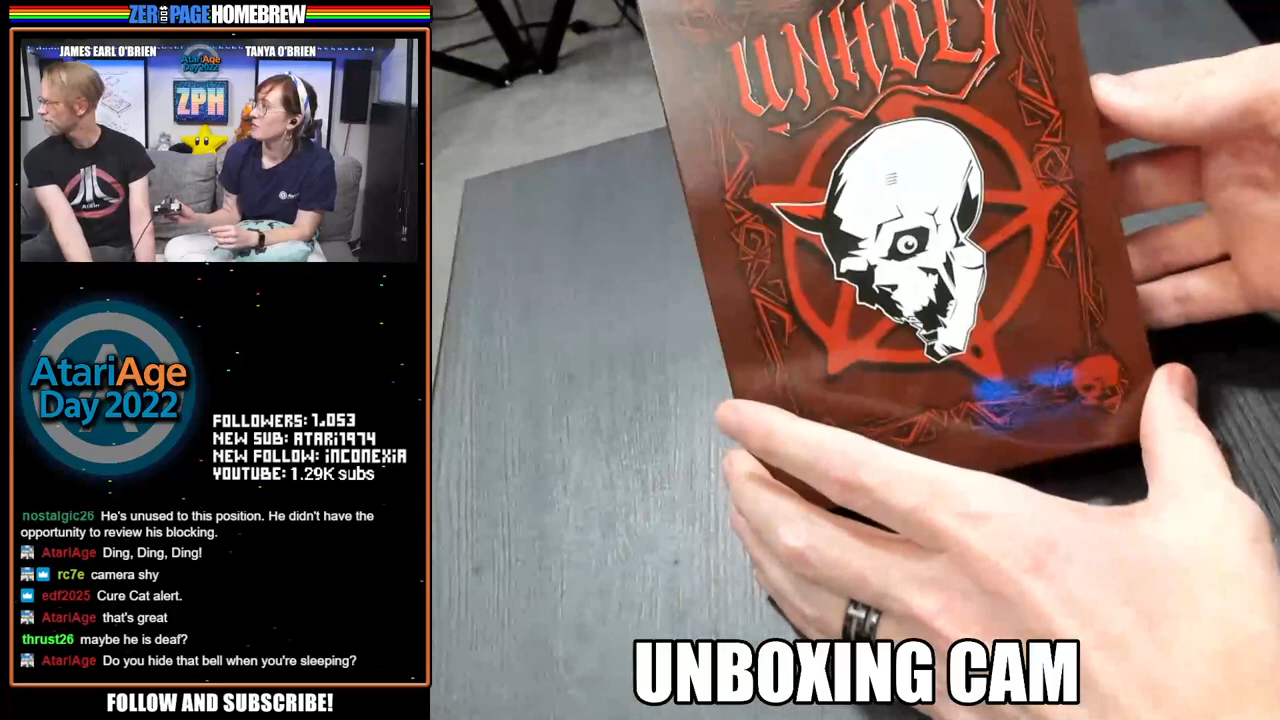 ZERO PAGE HOMEBREW
JAMES EARL O'BRIEN
TANYA O'BRIEN
AtariAge
Day 2022
ZPH
AtariAge
Day 2022
FOLLOWERS: 1,053
NEW SUB: ATARI1974
NEW FOLLOW: INCONEXIA
YOUTUBE: 1.29K subs
nostalgic26 He's unused to this position. He didn't have the
opportunity to review his blocking.
AtariAge Ding, Ding, Ding!
rc7e camera shy
edf2025 Cure Cat alert.
AtariAge that's great
thrust26 maybe he is deaf?
AtariAge Do you hide that bell when you're sleeping?
FOLLOW AND SUBSCRIBE!
UNHOLY
UNBOXING CAM